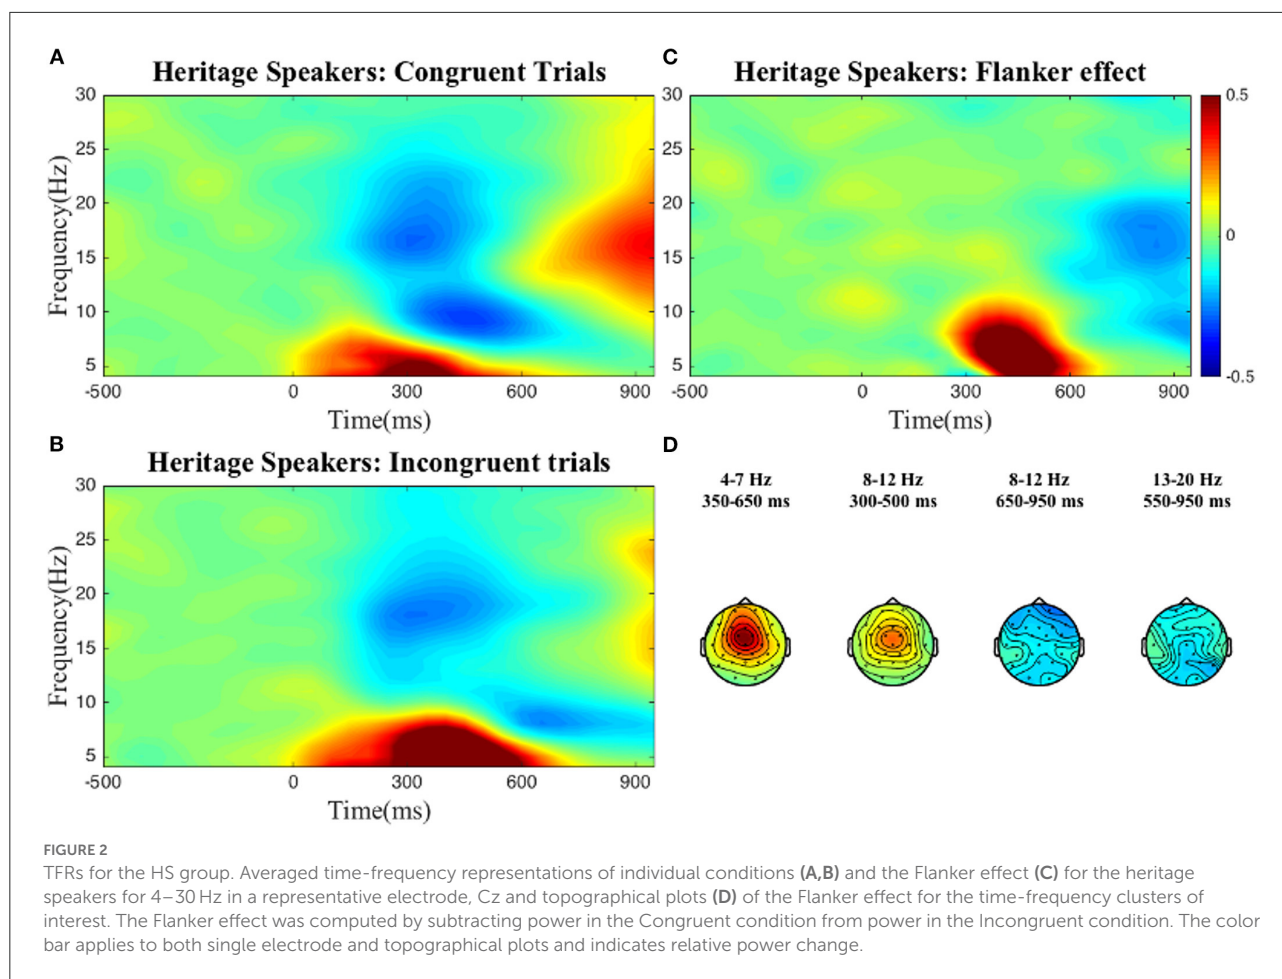 A
Heritage Speakers: Congruent Trials
30
25
20
15
10
5
Frequency(Hz)
-500
0
300
600
900
Time(ms)
C
Heritage Speakers: Flanker effect
30
25
20
15
10
5
-500
0
300
600
900
Time(ms)
0.5
0
-0.5
B
Heritage Speakers: Incongruent trials
30
25
20
15
10
5
Frequency(Hz)
-500
0
300
600
900
Time(ms)
D
4-7 Hz
350-650 ms
8-12 Hz
300-500 ms
8-12 Hz
650-950 ms
13-20 Hz
550-950 ms
FIGURE 2
TFRs for the HS group. Averaged time-frequency representations of individual conditions (A,B) and the Flanker effect (C) for the heritage
speakers for 4–30 Hz in a representative electrode, Cz and topographical plots (D) of the Flanker effect for the time-frequency clusters of
interest. The Flanker effect was computed by subtracting power in the Congruent condition from power in the Incongruent condition. The color
bar applies to both single electrode and topographical plots and indicates relative power change.